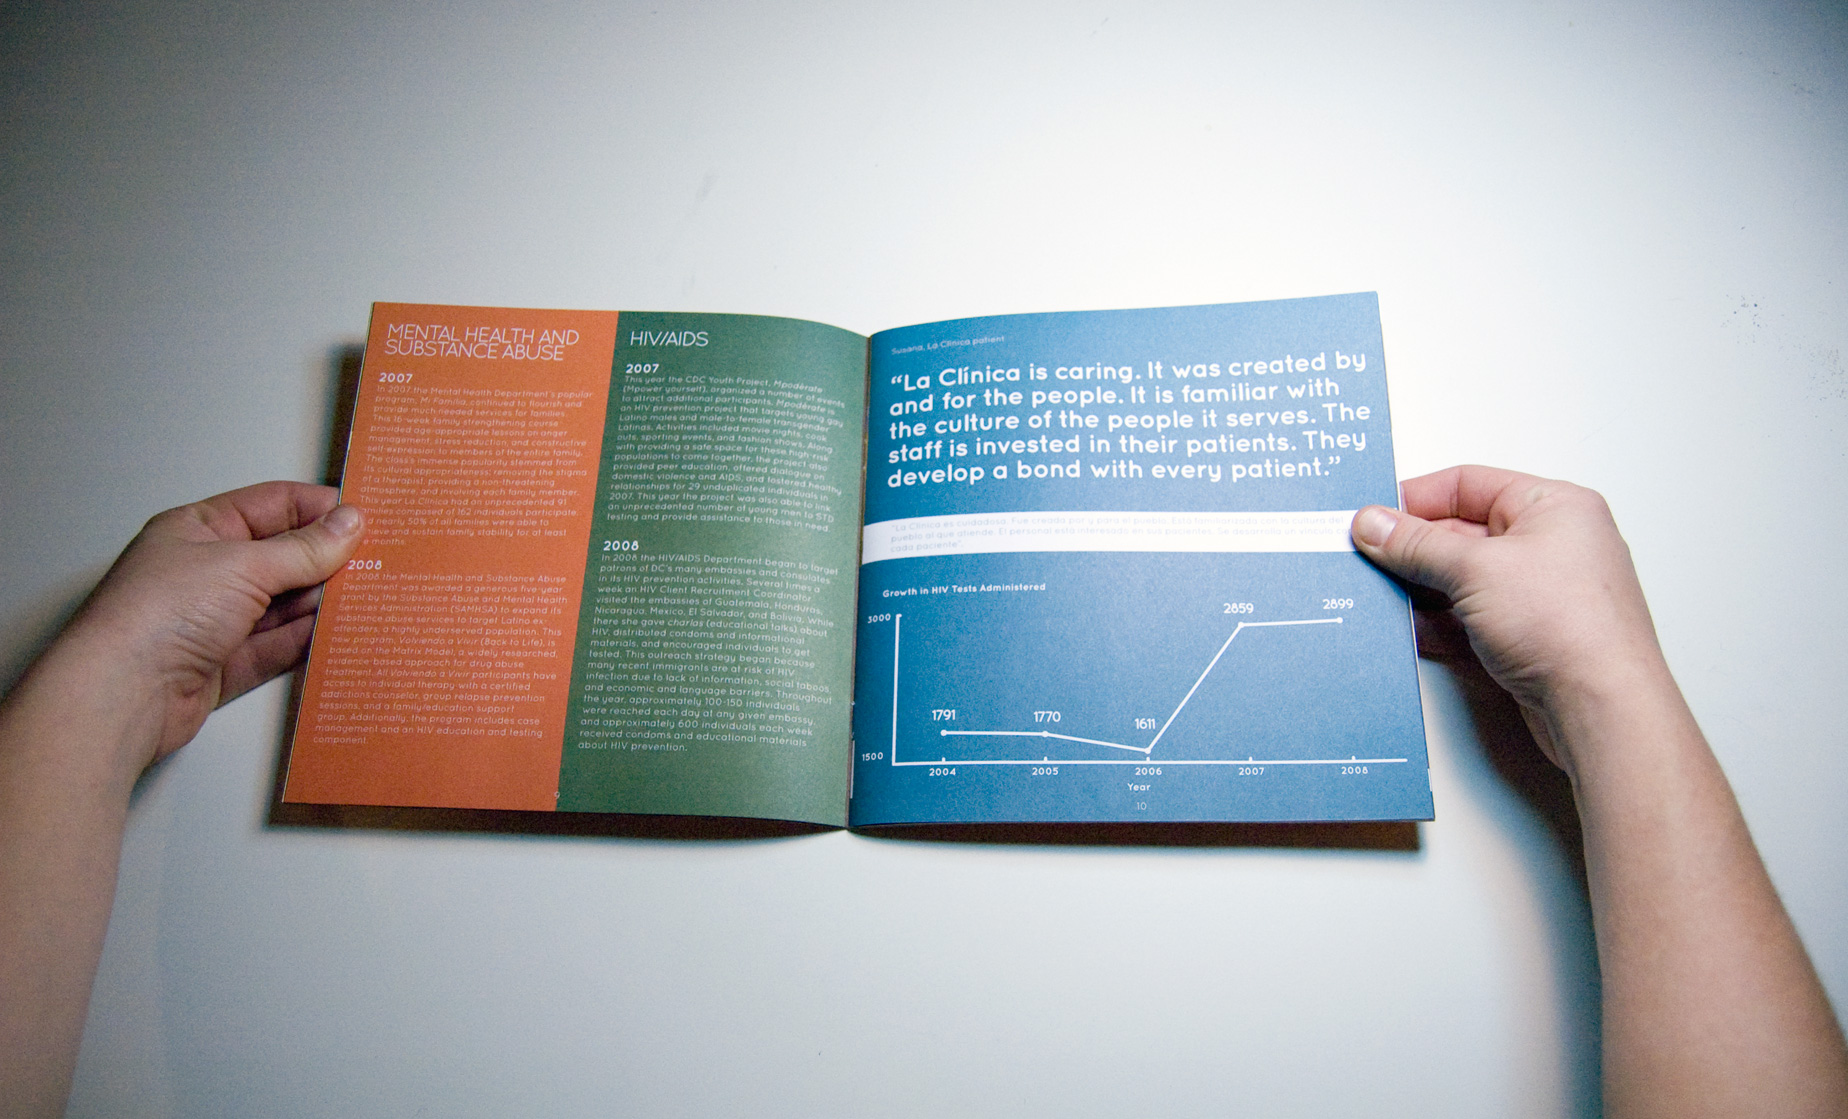 MENTAL HEALTH AND
SUBSTANCE ABUSE
2007
In 2007 the Mental Health Department's popular
program, Mi Familia, continued to flourish and
provide much needed services for families.
This 16-week family strengthening course
provided age-appropriate lessons on anger
management, stress reduction, and constructive
self-expression to members of the entire family.
The class's immense popularity stemmed from
its cultural appropriateness; removing the stigma
of a therapist, providing a non-threatening
atmosphere, and involving each family member.
This year La Clínica had an unprecedented 91
families composed of 162 individuals participate
d nearly 50% of all families were able to
ieve and sustain family stability for at least
e months.
2008
In 2008 the Mental Health and Substance Abuse
Department was awarded a generous five-year
grant by the Substance Abuse and Mental Health
Services Administration (SAMHSA) to expand its
substance abuse services to target Latino ex-
offenders, a highly underserved population. This
new program, Volviendo a Vivir (Back to Life), is
based on the Matrix Model, a widely researched,
evidence-based approach for drug abuse
treatment. All Volviendo a Vivir participants have
access to individual therapy with a certified
addictions counselor, group relapse prevention
sessions, and a family/education support
group. Additionally, the program includes case
management and an HIV education and testing
component.
9
HIV/AIDS
2007
This year the CDC Youth Project, Mpodérate
(Mpower yourself), organized a number of events
to attract additional participants. Mpodérate is
an HIV prevention project that targets young gay
Latino males and male-to-female transgender
Latinas. Activities included movie nights, cook
outs, sporting events, and fashion shows. Along
with providing a safe space for these high-risk
populations to come together, the project also
provided peer education, offered dialogue on
domestic violence and AIDS, and fostered healthy
relationships for 29 unduplicated individuals in
2007. This year the project was also able to link
an unprecedented number of young men to STD
testing and provide assistance to those in need.
2008
In 2008 the HIV/AIDS Department began to target
patrons of DC's many embassies and consulates
in its HIV prevention activities. Several times a
week an HIV Client Recruitment Coordinator
visited the embassies of Guatemala, Honduras,
Nicaragua, Mexico, El Salvador, and Bolivia. While
there she gave charlas (educational talks) about
HIV, distributed condoms and informational
materials, and encouraged individuals to get
tested. This outreach strategy began because
many recent immigrants are at risk of HIV
infection due to lack of information, social taboos,
and economic and language barriers. Throughout
the year, approximately 100-150 individuals
were reached each day at any given embassy,
and approximately 600 individuals each week
received condoms and educational materials
about HIV prevention.
Susana, La Clínica patient
“La Clínica is caring. It was created by
and for the people. It is familiar with
the culture of the people it serves. The
staff is invested in their patients. They
develop a bond with every patient.”
"La Clínica es cuidadosa. Fue creada por y para el pueblo. Está familiarizada con la cultura del
pueblo al que atiende. El personal está interesado en sus pacientes. Se desarrolla un vínculo c
cada paciente".
Growth in HIV Tests Administered
3000
1500
1791
1770
1611
2859
2899
2004
2005
2006
2007
2008
Year
10